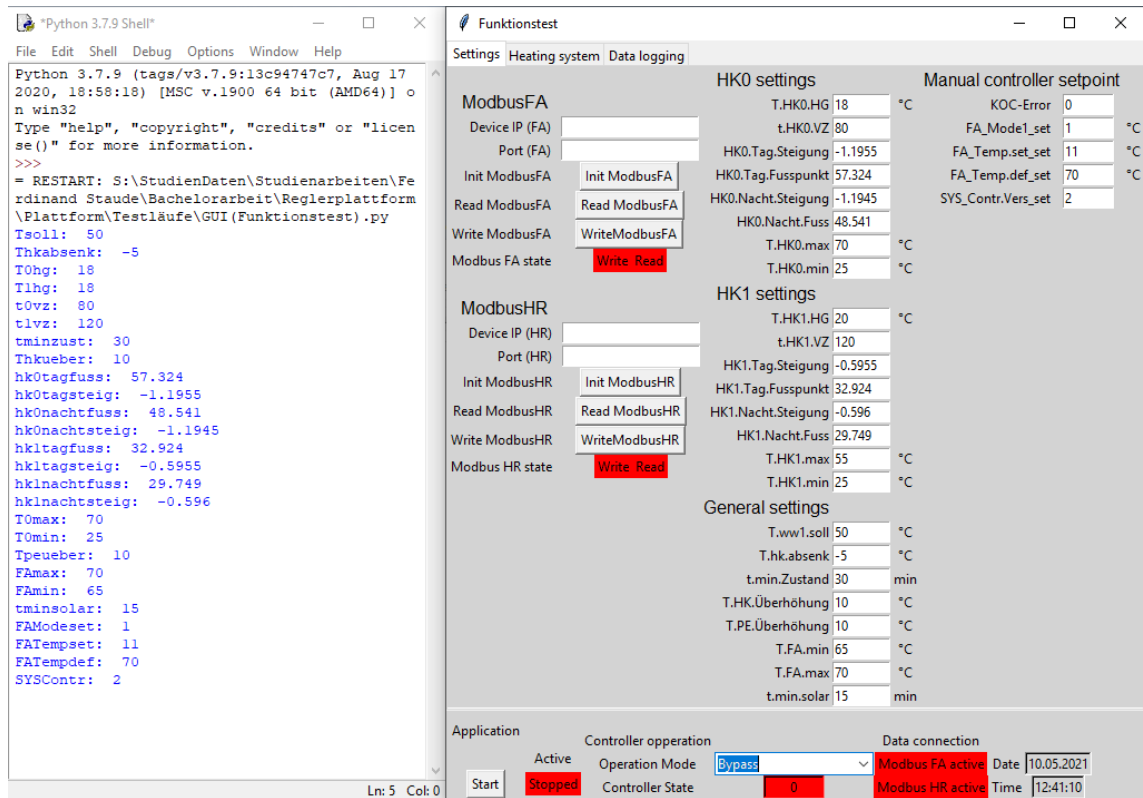 *Python 3.7.9 Shell*
File Edit Shell Debug Options Window Help
Python 3.7.9 (tags/v3.7.9:13c94747c7, Aug 17
2020, 18:58:18) [MSC v.1900 64 bit (AMD64)] o
n win32
Type "help", "copyright", "credits" or "licen
se()" for more information.
>>>
= RESTART: S:\StudienDaten\Studienarbeiten\Fe
rdinand Staude\Bachelorarbeit\Reglerplattform
\Plattform\Testläufe\GUI(Funktionstest).py
Tsoll: 50
Thkabsenk: -5
T0hg: 18
T1hg: 18
t0vz: 80
t1vz: 120
tminzust: 30
Thkueber: 10
hk0tagfuss: 57.324
hk0tagsteig: -1.1955
hk0nachtfuss: 48.541
hk0nachtsteig: -1.1945
hk1tagfuss: 32.924
hk1tagsteig: -0.5955
hk1nachtfuss: 29.749
hk1nachtsteig: -0.596
T0max: 70
T0min: 25
Tpeueber: 10
FAmax: 70
FAmin: 65
tminsolar: 15
FAModeset: 1
FATempset: 11
FATempdef: 70
SYSContr: 2
Ln: 5 Col: 0
Funktionstest
Settings Heating system Data logging
ModbusFA
Device IP (FA)
Port (FA)
Init ModbusFA Init ModbusFA
Read ModbusFA Read ModbusFA
Write ModbusFA WriteModbusFA
Modbus FA state Write Read
ModbusHR
Device IP (HR)
Port (HR)
Init ModbusHR Init ModbusHR
Read ModbusHR Read ModbusHR
Write ModbusHR WriteModbusHR
Modbus HR state Write Read
HK0 settings
T.HK0.HG 18 °C
t.HK0.VZ 80
HK0.Tag.Steigung -1.1955
HK0.Tag.Fusspunkt 57.324
HK0.Nacht.Steigung -1.1945
HK0.Nacht.Fuss 48.541
T.HK0.max 70 °C
T.HK0.min 25 °C
HK1 settings
T.HK1.HG 20 °C
t.HK1.VZ 120
HK1.Tag.Steigung -0.5955
HK1.Tag.Fusspunkt 32.924
HK1.Nacht.Steigung -0.596
HK1.Nacht.Fuss 29.749
T.HK1.max 55 °C
T.HK1.min 25 °C
General settings
T.ww1.soll 50 °C
T.hk.absenk -5 °C
t.min.Zustand 30 min
T.HK.Überhöhung 10 °C
T.PE.Überhöhung 10 °C
T.FA.min 65 °C
T.FA.max 70 °C
t.min.solar 15 min
Manual controller setpoint
KOC-Error 0
FA_Mode1_set 1 °C
FA_Temp.set_set 11 °C
FA_Temp.def_set 70 °C
SYS_Contr.Vers_set 2
Application
Active
Start Stopped
Controller opperation
Operation Mode Bypass
Controller State 0
Data connection
Modbus FA active Date 10.05.2021
Modbus HR active Time 12:41:10